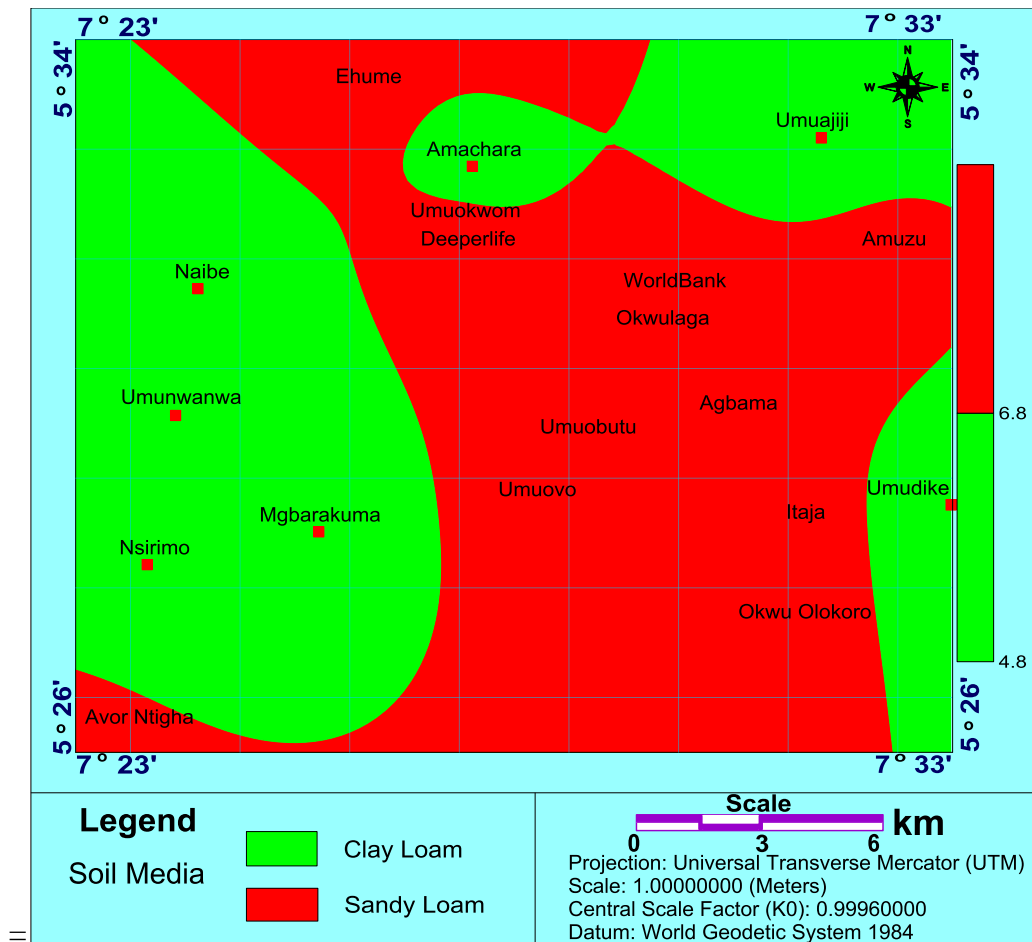 7° 23'
7° 33'
5° 34'
5° 34'
N
W E
S
Ehume
Umuajiji
Amachara
Umuokwom
Deeperlife
Amuzu
Naibe
WorldBank
Okwulaga
Umunwanwa
Agbama
Umuobutu
6.8
Umuovo
Umudike
Mgbarakuma
Itaja
Nsirimo
Okwu Olokoro
4.8
Avor Ntigha
5° 26'
5° 26'
7° 23'
7° 33'
Legend
Soil Media
Clay Loam
Sandy Loam
Scale
km
0 3 6
Projection: Universal Transverse Mercator (UTM)
Scale: 1.00000000 (Meters)
Central Scale Factor (K0): 0.99960000
Datum: World Geodetic System 1984